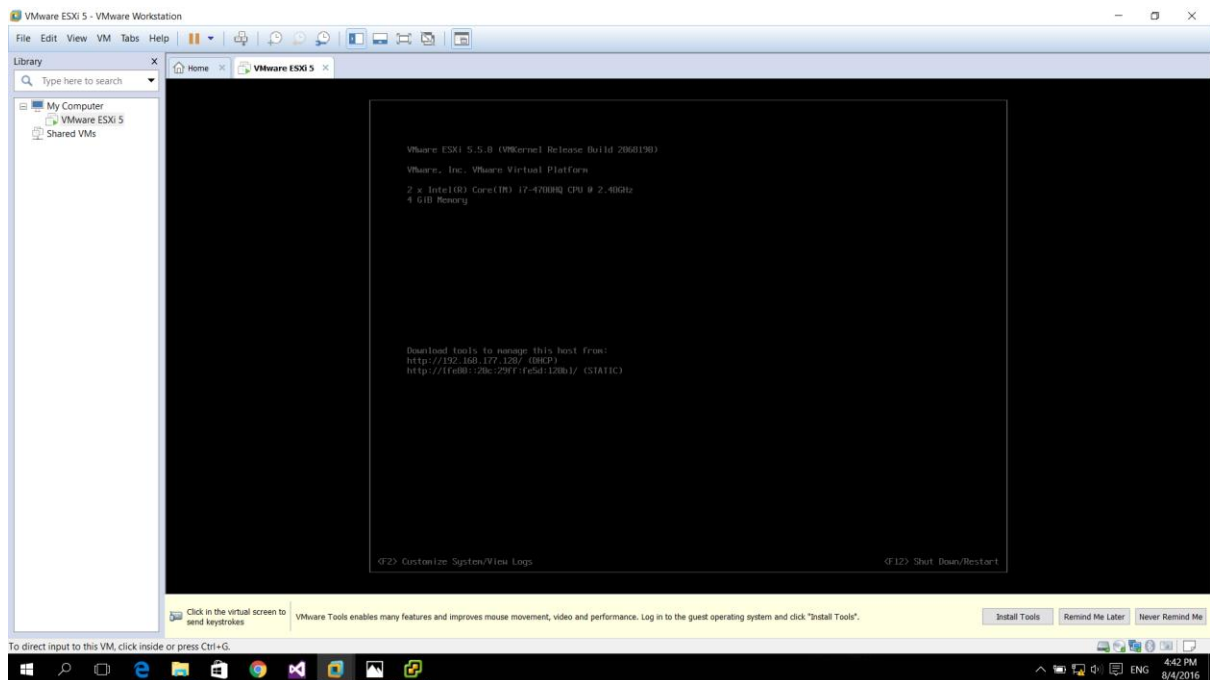 VMware ESXi 5 - VMware Workstation
File Edit View VM Tabs Help
Library X
Home × VMware ESXi 5 ×
Type here to search
My Computer
VMware ESXi 5
Shared VMs
VMware ESXi 5.5.0 (VMKernel Release Build 2068190)
VMware, Inc. VMware Virtual Platform
2 x Intel(R) Core(TM) i7-4700HQ CPU @ 2.40GHz
4 GiB Memory
Download tools to manage this host from:
http://192.168.177.128/ (DHCP)
http://[fe80::20c:29ff:fe5d:128b]/ (STATIC)
<F2> Customize System/View Logs <F12> Shut Down/Restart
Click in the virtual screen to
send keystrokes
VMware Tools enables many features and improves mouse movement, video and performance. Log in to the guest operating system and click "Install Tools".
Install Tools Remind Me Later Never Remind Me
To direct input to this VM, click inside or press Ctrl+G.
ENG 4:42 PM
8/4/2016